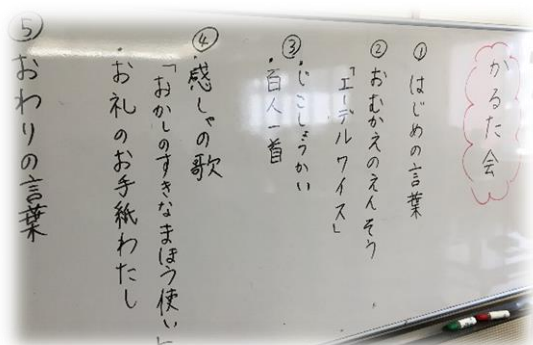 かるた会
① はじめの言葉
② おむかえのえんそう
「エーデルワイス」
③・じこしょうかい
・百人一首
④・感しゃの歌
「おかしのすきなまほう使い」
・お礼のお手紙わたし
⑤おわりの言葉